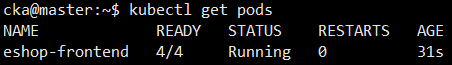 cka@master:~$ kubectl get pods
NAME READY STATUS RESTARTS AGE
eshop-frontend 4/4 Running 0 31s